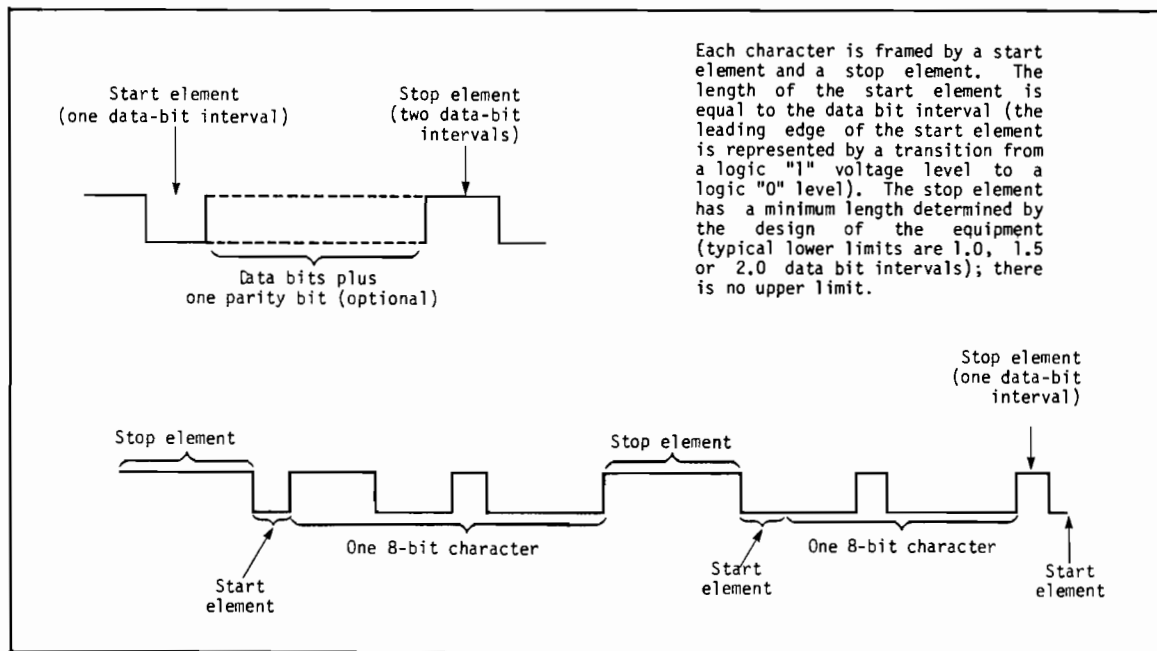 Each character is framed by a start
element and a stop element. The
length of the start element is
equal to the data bit interval (the
leading edge of the start element
is represented by a transition from
a logic "1" voltage level to a
logic "0" level). The stop element
has a minimum length determined by
the design of the equipment
(typical lower limits are 1.0, 1.5
or 2.0 data bit intervals); there
is no upper limit.
Start element
(one data-bit interval)
Stop element
(two data-bit
intervals)
Data bits plus
one parity bit (optional)
Stop element
(one data-bit
interval)
Stop element
Stop element
One 8-bit character
One 8-bit character
Start
element
Start
element
Start
element